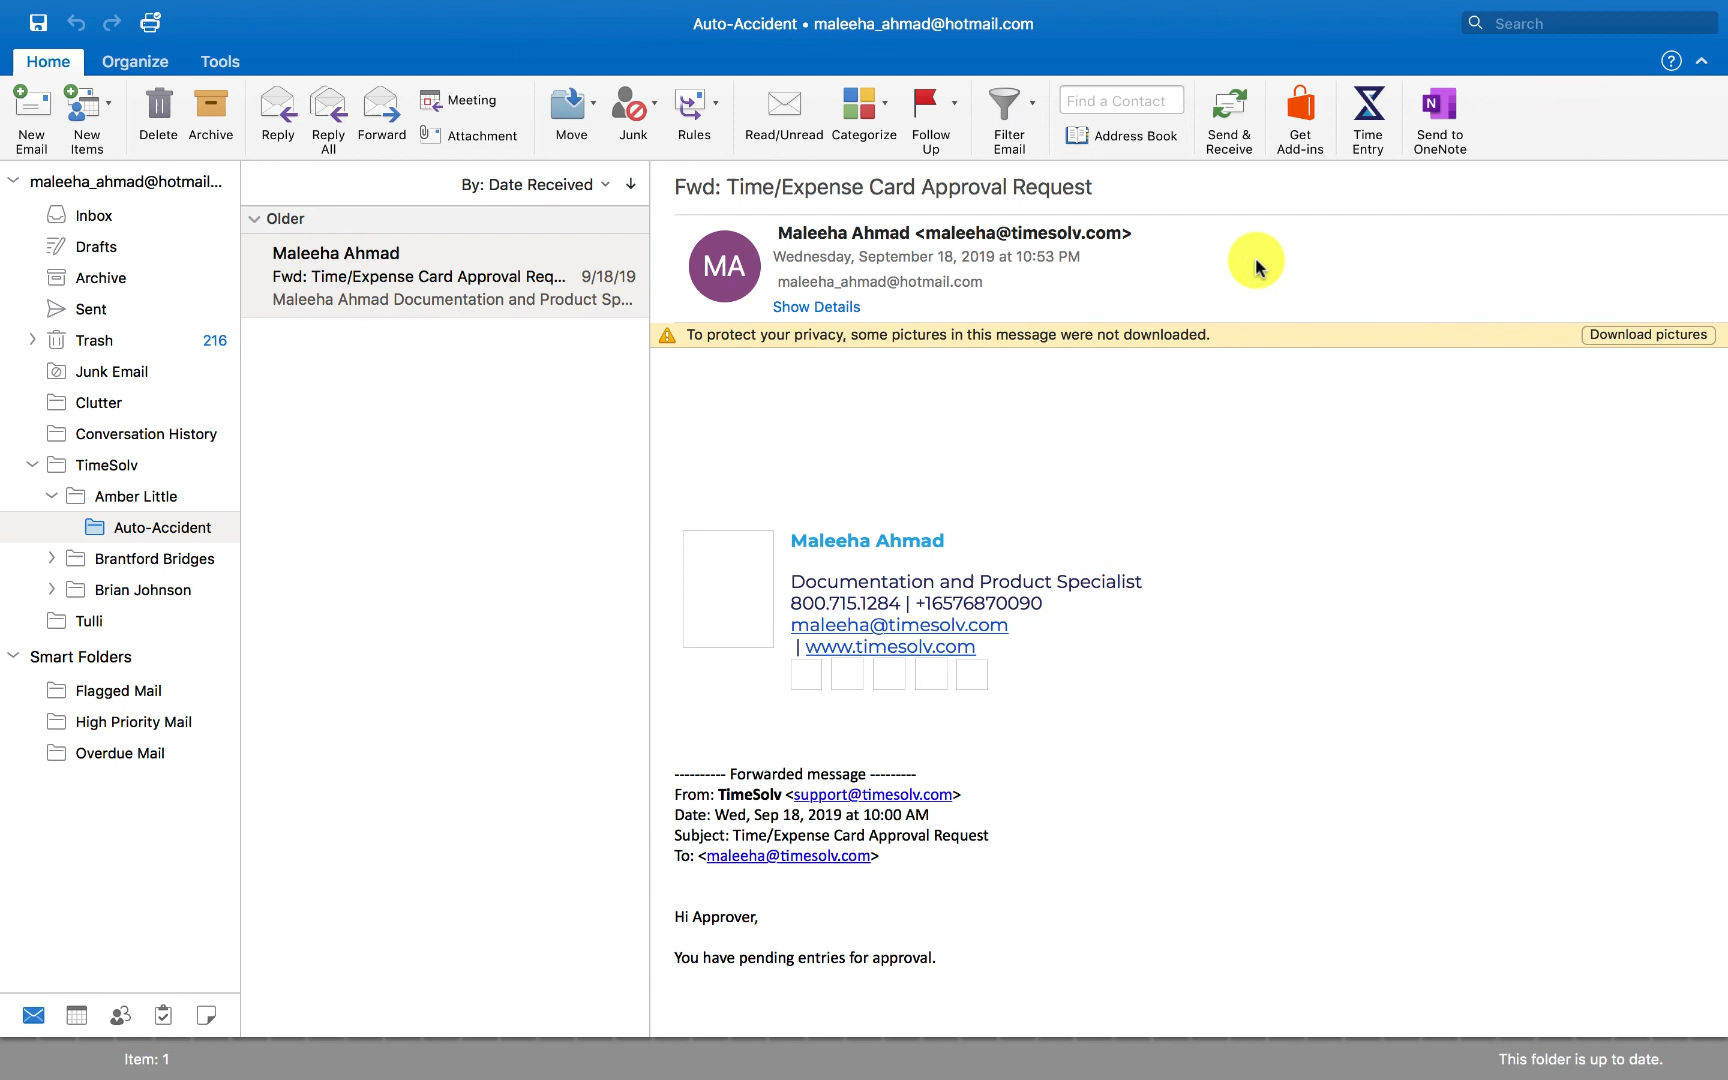 Auto-Accident • maleeha_ahmad@hotmail.com
Search
Home
Organize
Tools
New Email
New Items
Delete
Archive
Reply
Reply All
Forward
Meeting
Attachment
Move
Junk
Rules
Read/Unread
Categorize
Follow Up
Filter Email
Find a Contact
Address Book
Send & Receive
Get Add-ins
Time Entry
N
Send to OneNote
maleeha_ahmad@hotmail...
Inbox
Drafts
Archive
Sent
Trash 216
Junk Email
Clutter
Conversation History
TimeSolv
Amber Little
Auto-Accident
Brantford Bridges
Brian Johnson
Tulli
Smart Folders
Flagged Mail
High Priority Mail
Overdue Mail
By: Date Received
Older
Maleeha Ahmad
Fwd: Time/Expense Card Approval Req... 9/18/19
Maleeha Ahmad Documentation and Product Sp...
Fwd: Time/Expense Card Approval Request
MA
Maleeha Ahmad <maleeha@timesolv.com>
Wednesday, September 18, 2019 at 10:53 PM
maleeha_ahmad@hotmail.com
Show Details
To protect your privacy, some pictures in this message were not downloaded.
Download pictures
Maleeha Ahmad
Documentation and Product Specialist
800.715.1284 | +16576870090
maleeha@timesolv.com
| www.timesolv.com
---------- Forwarded message ---------
From: TimeSolv <support@timesolv.com>
Date: Wed, Sep 18, 2019 at 10:00 AM
Subject: Time/Expense Card Approval Request
To: <maleeha@timesolv.com>
Hi Approver,
You have pending entries for approval.
Item: 1
This folder is up to date.